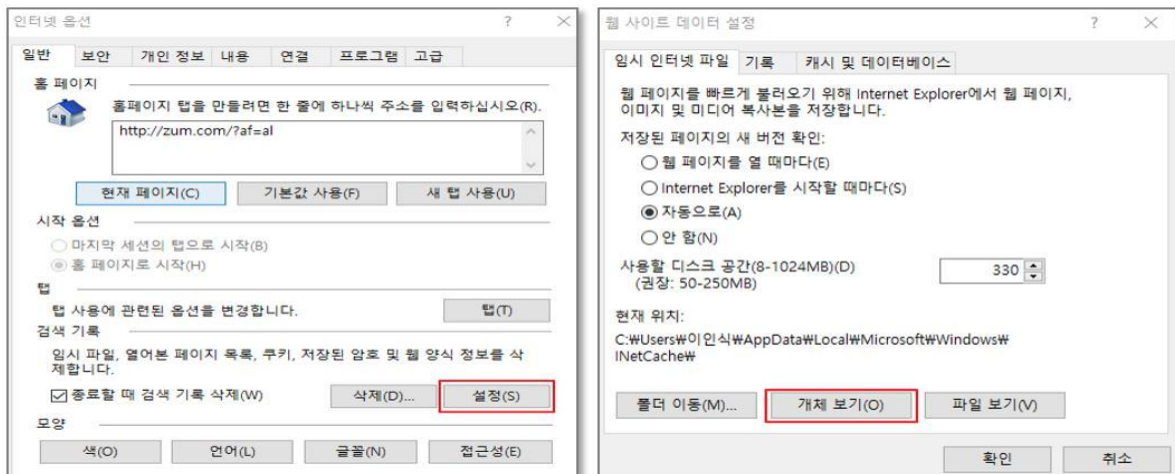 인터넷 옵션
일반 보안 개인 정보 내용 연결 프로그램 고급
홈 페이지
홈페이지 탭을 만들려면 한 줄에 하나씩 주소를 입력하십시오(R).
http://zum.com/?af=al
현재 페이지(C) 기본값 사용(F) 새 탭 사용(U)
시작 옵션
마지막 세션의 탭으로 시작(B)
홈 페이지로 시작(H)
탭
탭 사용에 관련된 옵션을 변경합니다. 탭(T)
검색 기록
임시 파일, 열어본 페이지 목록, 쿠키, 저장된 암호 및 웹 양식 정보를 삭
제합니다.
종료할 때 검색 기록 삭제(W) 삭제(D)... 설정(S)
모양
색(O) 언어(L) 글꼴(N) 접근성(E)
웹 사이트 데이터 설정
임시 인터넷 파일 기록 캐시 및 데이터베이스
웹 페이지를 빠르게 불러오기 위해 Internet Explorer에서 웹 페이지,
이미지 및 미디어 복사본을 저장합니다.
저장된 페이지의 새 버전 확인:
웹 페이지를 열 때마다(E)
Internet Explorer를 시작할 때마다(S)
자동으로(A)
안 함(N)
사용할 디스크 공간(8-1024MB)(D) 330
(권장: 50-250MB)
현재 위치:
C:₩Users₩이인식₩AppData₩Local₩Microsoft₩Windows₩
INetCache₩
폴더 이동(M)... 개체 보기(O) 파일 보기(V)
확인 취소